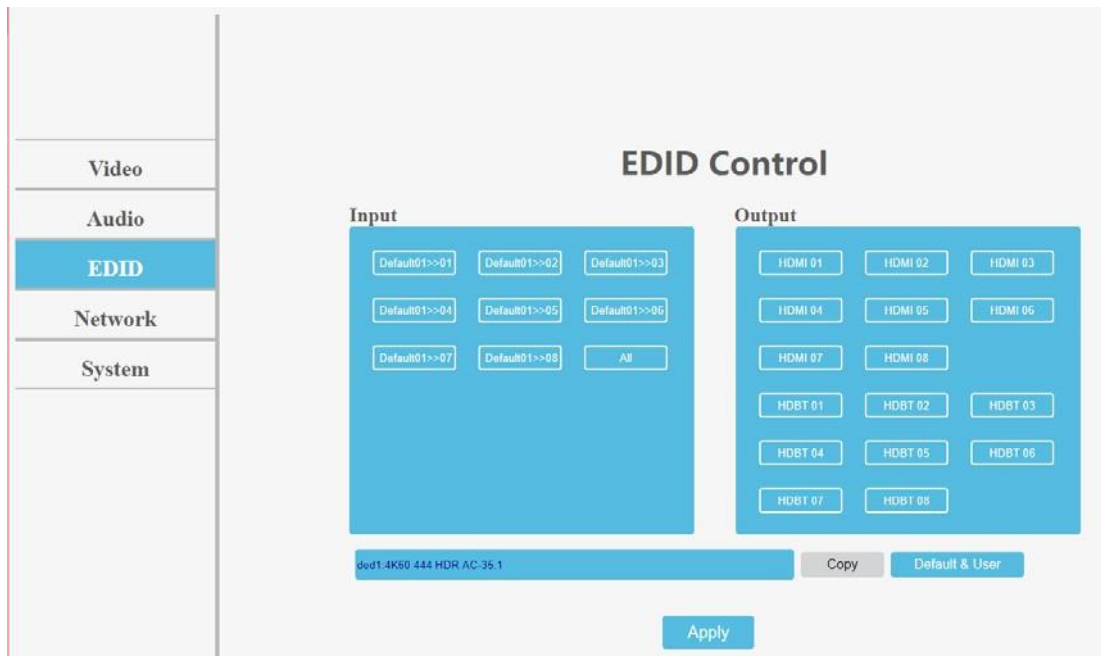 Video
Audio
EDID
Network
System
EDID Control
Input
Default01>>01 Default01>>02 Default01>>03
Default01>>04 Default01>>05 Default01>>06
Default01>>07 Default01>>08 All
Output
HDMI 01 HDMI 02 HDMI 03
HDMI 04 HDMI 05 HDMI 06
HDMI 07 HDMI 08
HDBT 01 HDBT 02 HDBT 03
HDBT 04 HDBT 05 HDBT 06
HDBT 07 HDBT 08
ded1:4K60 444 HDR AC-35.1
Copy
Default & User
Apply